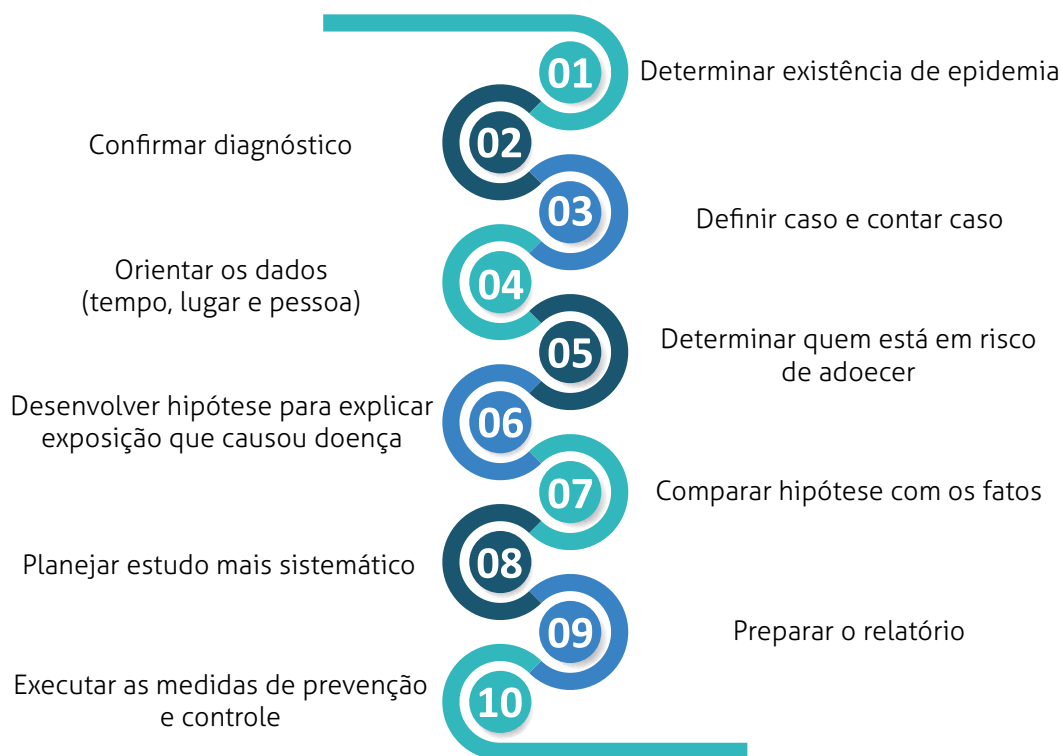 01
Determinar existência de epidemia
02
Confirmar diagnóstico
03
Definir caso e contar caso
04
Orientar os dados
(tempo, lugar e pessoa)
05
Determinar quem está em risco
de adoecer
06
Desenvolver hipótese para explicar
exposição que causou doença
07
Comparar hipótese com os fatos
08
Planejar estudo mais sistemático
09
Preparar o relatório
10
Executar as medidas de prevenção
e controle